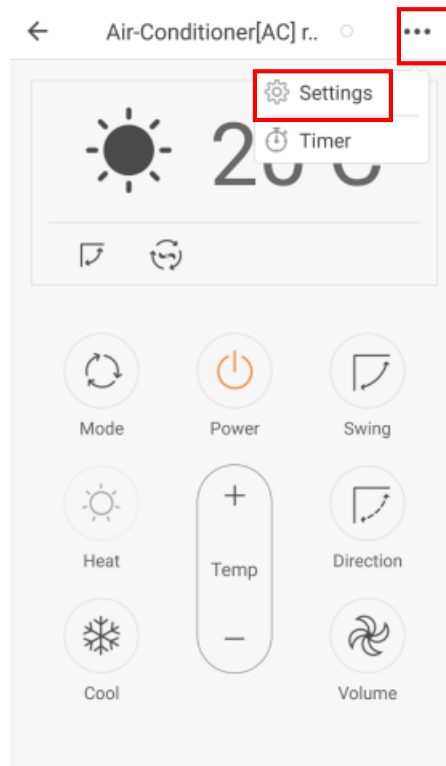 Air-Conditioner[AC] r..
Settings
Timer
Mode
Power
Swing
Heat
Temp
Direction
Cool
Volume